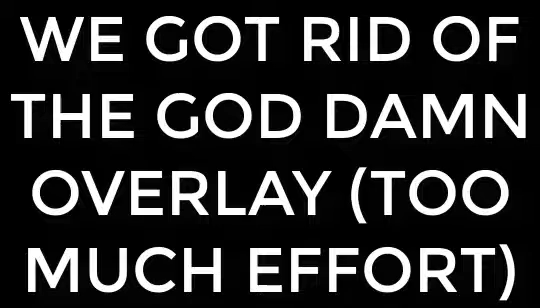 WE GOT RID OF
THE GOD DAMN
OVERLAY (TOO
MUCH EFFORT)